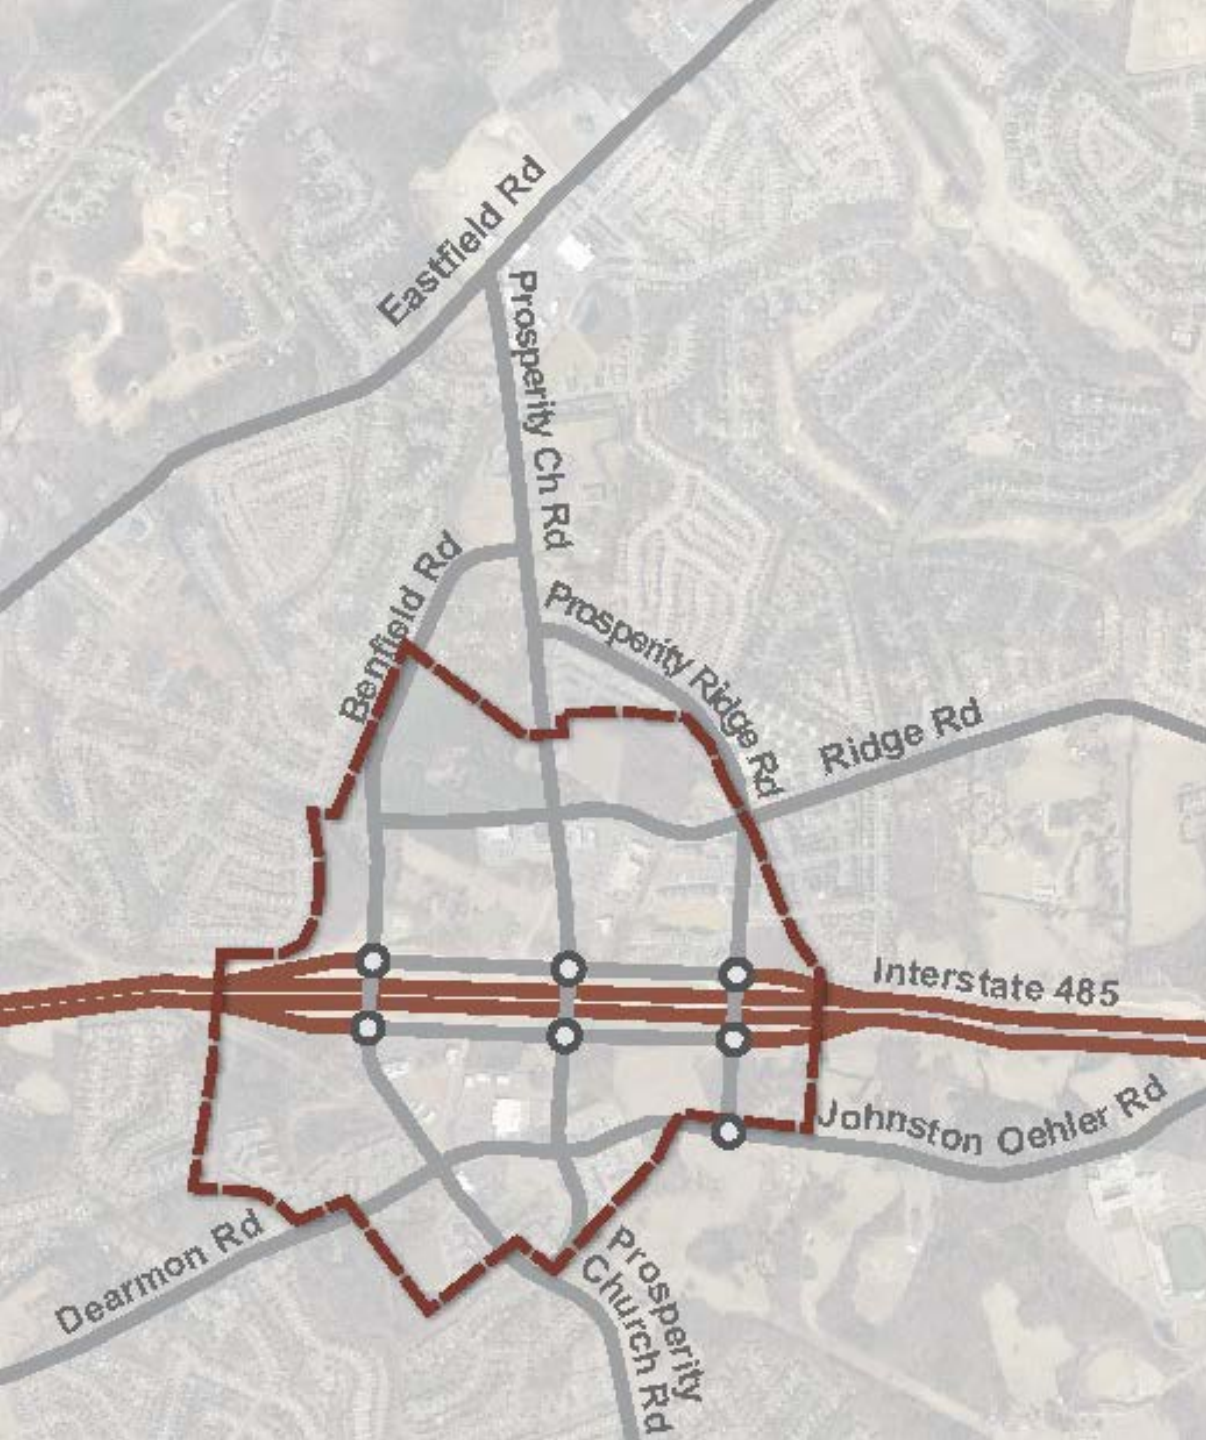 Eastfield Rd
Prosperity Ch Rd
Benfield Rd
Prosperity Ridge Rd
Ridge Rd
Interstate 485
Johnston Oehler Rd
Dearmon Rd
Prosperity
Church Rd